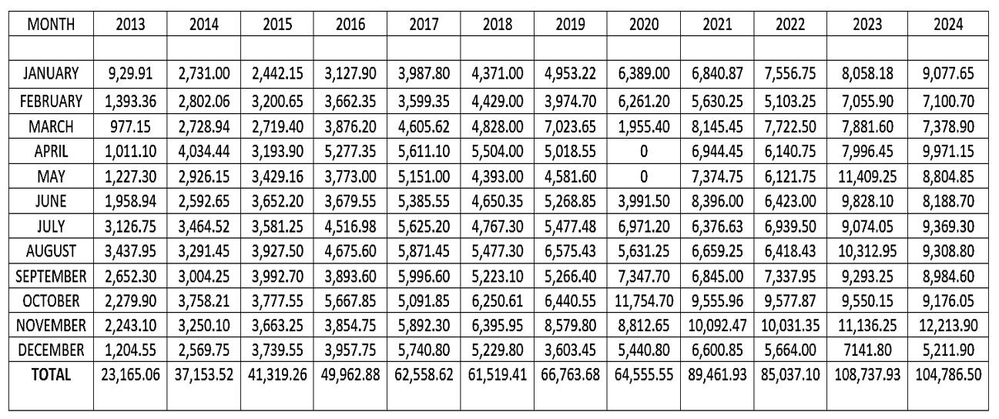 MONTH 2013 2014 2015 2016 2017 2018 2019 2020 2021 2022 2023 2024
JANUARY 9,29.91 2,731.00 2,442.15 3,127.90 3,987.80 4,371.00 4,953.22 6,389.00 6,840.87 7,556.75 8,058.18 9,077.65
FEBRUARY 1,393.36 2,802.06 3,200.65 3,662.35 3,599.35 4,429.00 3,974.70 6,261.20 5,630.25 5,103.25 7,055.90 7,100.70
MARCH 977.15 2,728.94 2,719.40 3,876.20 4,605.62 4,828.00 7,023.65 1,955.40 8,145.45 7,722.50 7,881.60 7,378.90
APRIL 1,011.10 4,034.44 3,193.90 5,277.35 5,611.10 5,504.00 5,018.55 0 6,944.45 6,140.75 7,996.45 9,971.15
MAY 1,227.30 2,926.15 3,429.16 3,773.00 5,151.00 4,393.00 4,581.60 0 7,374.75 6,121.75 11,409.25 8,804.85
JUNE 1,958.94 2,592.65 3,652.20 3,679.55 5,385.55 4,650.35 5,268.85 3,991.50 8,396.00 6,423.00 9,828.10 8,188.70
JULY 3,126.75 3,464.52 3,581.25 4,516.98 5,625.20 4,767.30 5,477.48 6,971.20 6,376.63 6,939.50 9,074.05 9,369.30
AUGUST 3,437.95 3,291.45 3,927.50 4,675.60 5,871.45 5,477.30 6,575.43 5,631.25 6,659.25 6,418.43 10,312.95 9,308.80
SEPTEMBER 2,652.30 3,004.25 3,992.70 3,893.60 5,996.60 5,223.10 5,266.40 7,347.70 6,845.00 7,337.95 9,293.25 8,984.60
OCTOBER 2,279.90 3,758.21 3,777.55 5,667.85 5,091.85 6,250.61 6,440.55 11,754.70 9,555.96 9,577.87 9,550.15 9,176.05
NOVEMBER 2,243.10 3,250.10 3,663.25 3,854.75 5,892.30 6,395.95 8,579.80 8,812.65 10,092.47 10,031.35 11,136.25 12,213.90
DECEMBER 1,204.55 2,569.75 3,739.55 3,957.75 5,740.80 5,229.80 3,603.45 5,440.80 6,600.85 5,664.00 7141.80 5,211.90
TOTAL 23,165.06 37,153.52 41,319.26 49,962.88 62,558.62 61,519.41 66,763.68 64,555.55 89,461.93 85,037.10 108,737.93 104,786.50